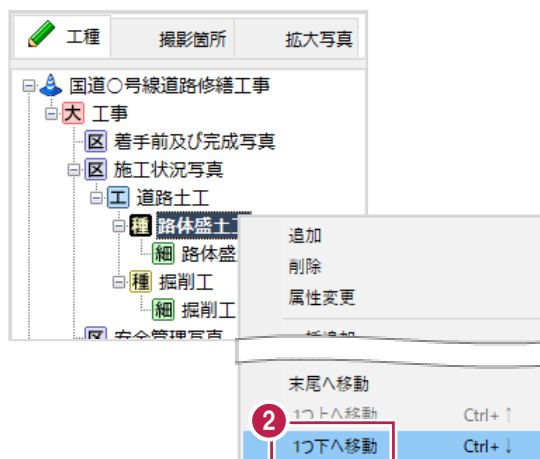 工種 撮影箇所 拡大写真
国道○号線道路修繕工事
大 工事
区 着手前及び完成写真
区 施工状況写真
工 道路土工
種 路体盛土工
細 路体盛
種 掘削工
細 掘削工
区 安全管理写真
追加
削除
属性変更
一括追加
末尾へ移動
1つ上へ移動 Ctrl+↑
2
1つ下へ移動 Ctrl+↓